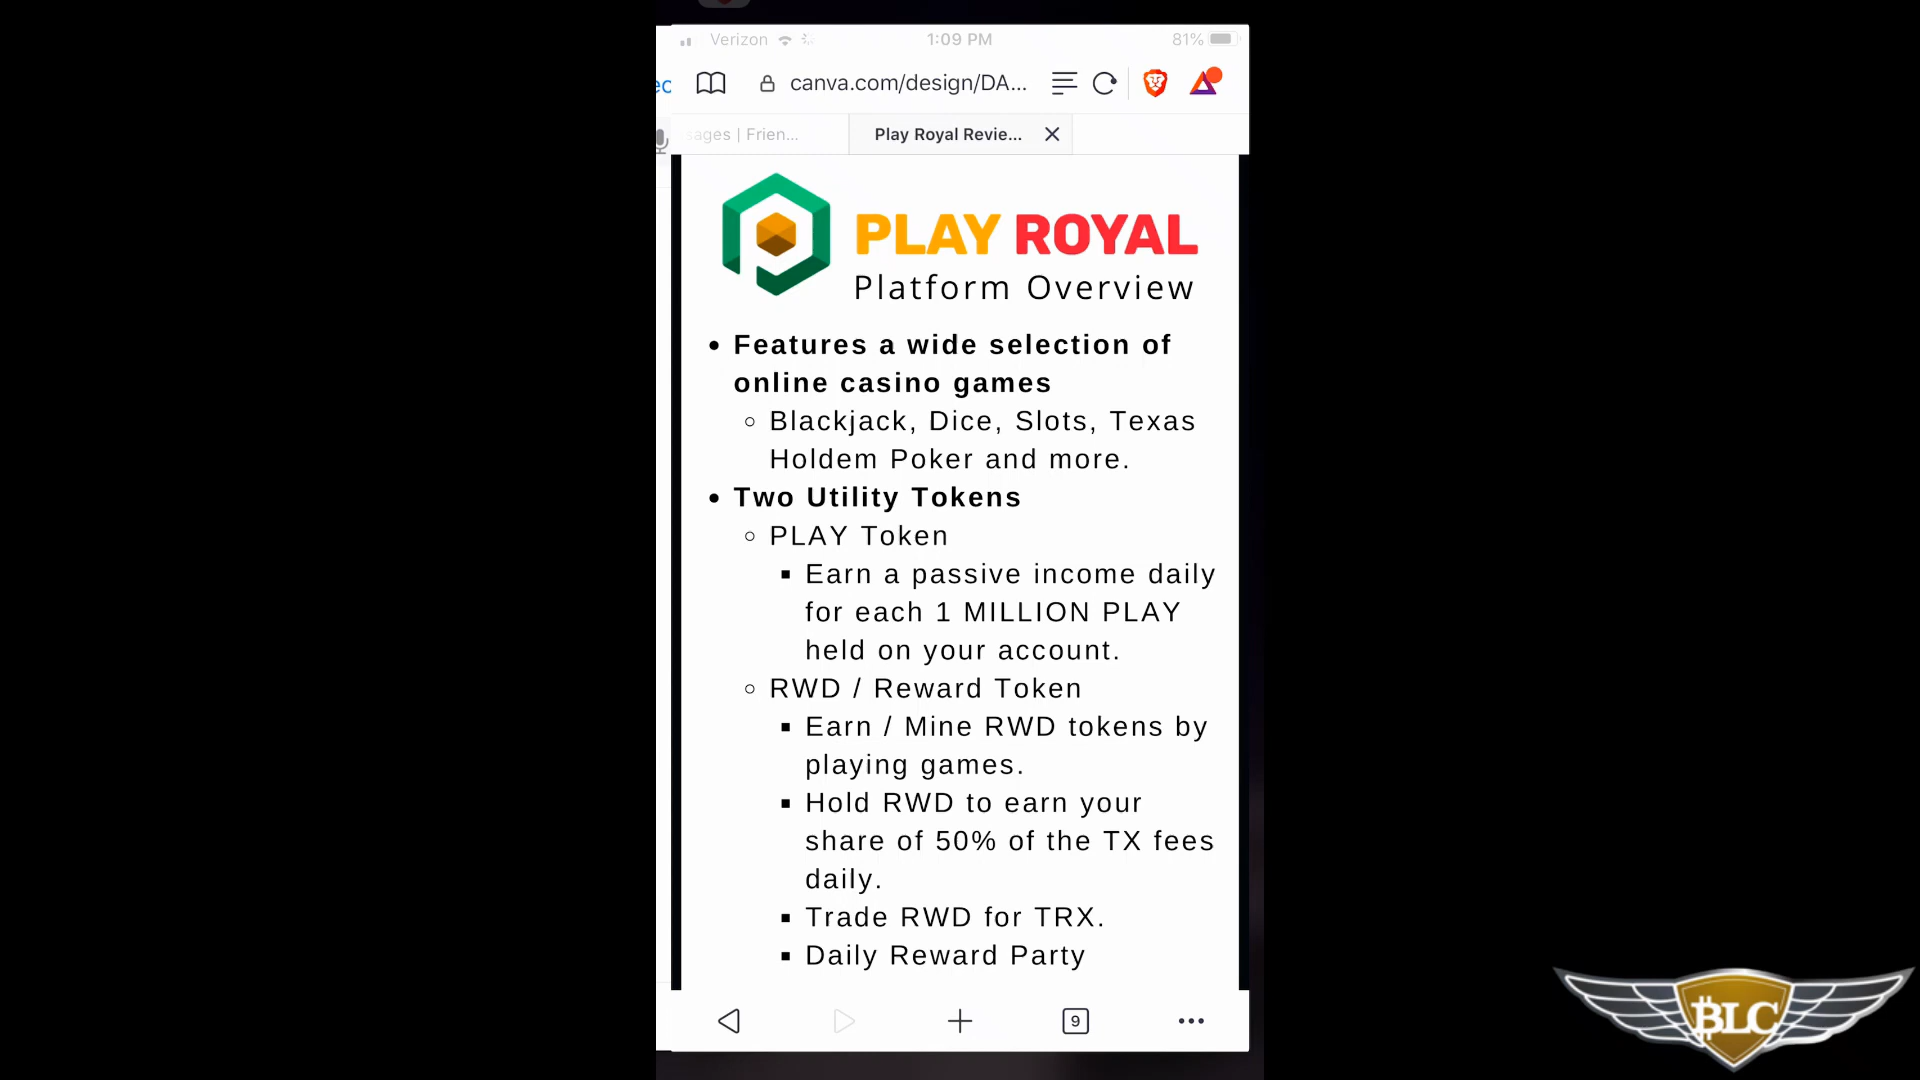 Verizon 1:09 PM 81%
ec canva.com/design/DA...
sages | Frien... Play Royal Revie...
PLAY ROYAL
Platform Overview
• Features a wide selection of
online casino games
◦ Blackjack, Dice, Slots, Texas
Holdem Poker and more.
• Two Utility Tokens
◦ PLAY Token
▪ Earn a passive income daily
for each 1 MILLION PLAY
held on your account.
◦ RWD / Reward Token
▪ Earn / Mine RWD tokens by
playing games.
▪ Hold RWD to earn your
share of 50% of the TX fees
daily.
▪ Trade RWD for TRX.
▪ Daily Reward Party
9
BLC